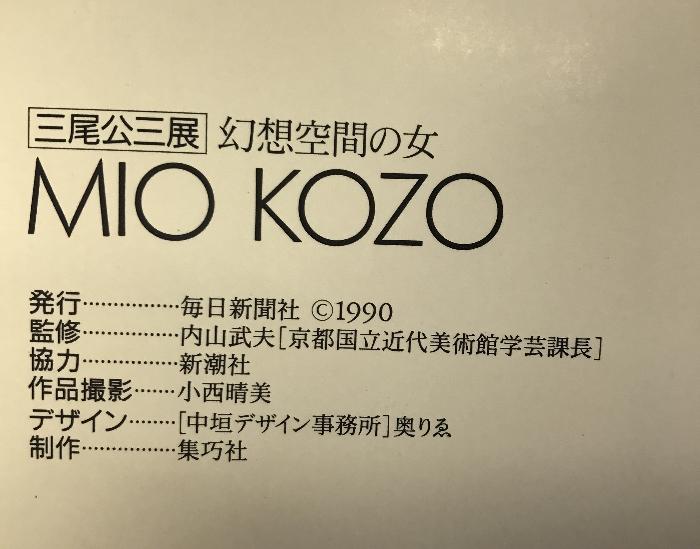 三尾公三展 幻想空間の女
MIO KOZO
発行················毎日新聞社 ©1990
監修················内山武夫[京都国立近代美術館学芸課長]
協力················新潮社
作品撮影·······小西晴美
デザイン········[中垣デザイン事務所]奥りゑ
制作················集巧社